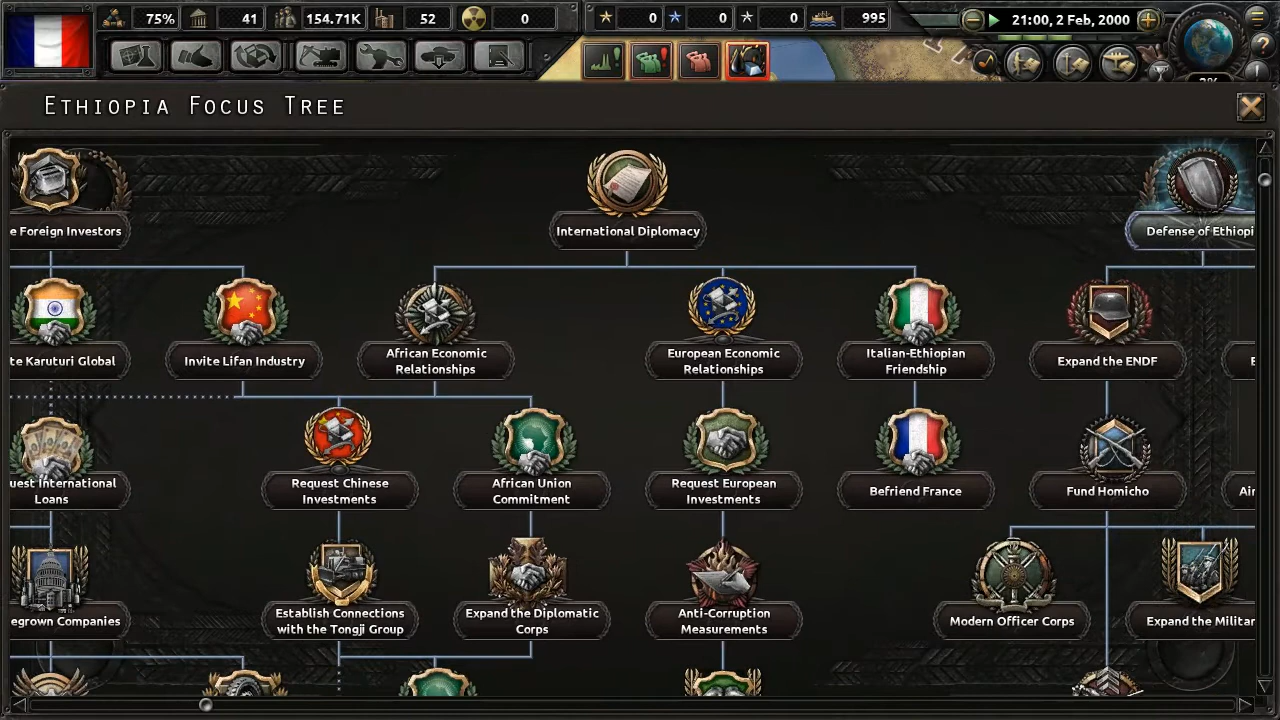 75%
41
154.71K
52
0
0
0
0
995
21:00, 2 Feb, 2000
Ethiopia Focus Tree
e Foreign Investors
International Diplomacy
Defense of Ethiopi
te Karuturi Global
Invite Lifan Industry
African Economic
Relationships
European Economic
Relationships
Italian-Ethiopian
Friendship
Expand the ENDF
E
uest International
Loans
Request Chinese
Investments
African Union
Commitment
Request European
Investments
Befriend France
Fund Homicho
Air
egrown Companies
Establish Connections
with the Tongji Group
Expand the Diplomatic
Corps
Anti-Corruption
Measurements
Modern Officer Corps
Expand the Militar